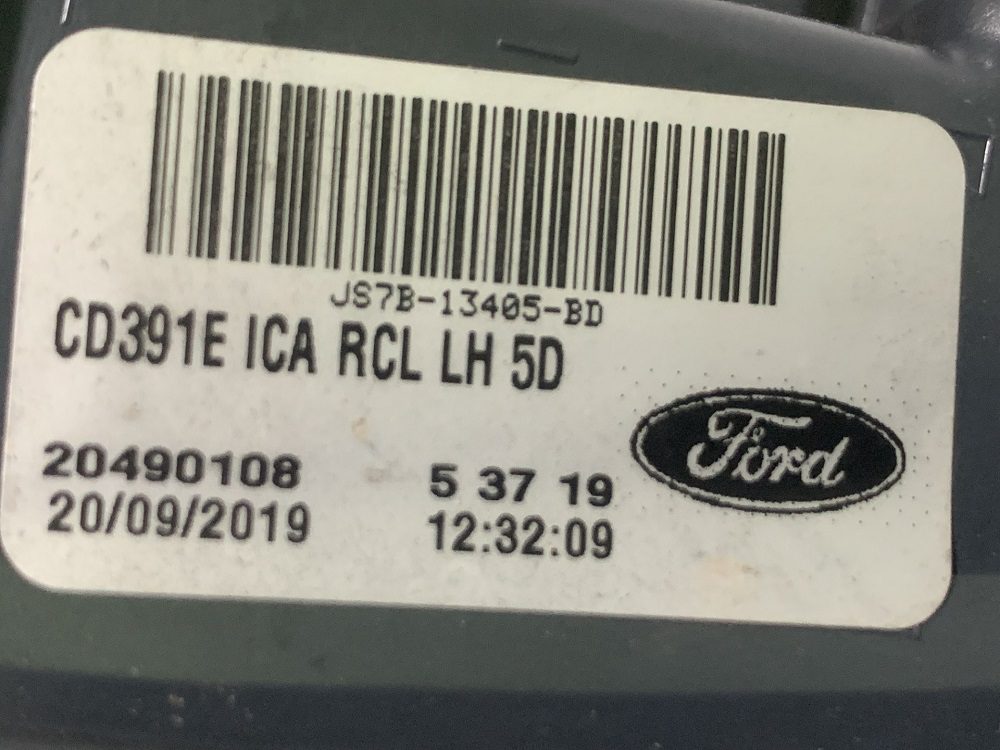 JS7B-13405-BD
CD391E ICA RCL LH 5D
Ford
20490108 5 37 19
20/09/2019 12:32:09